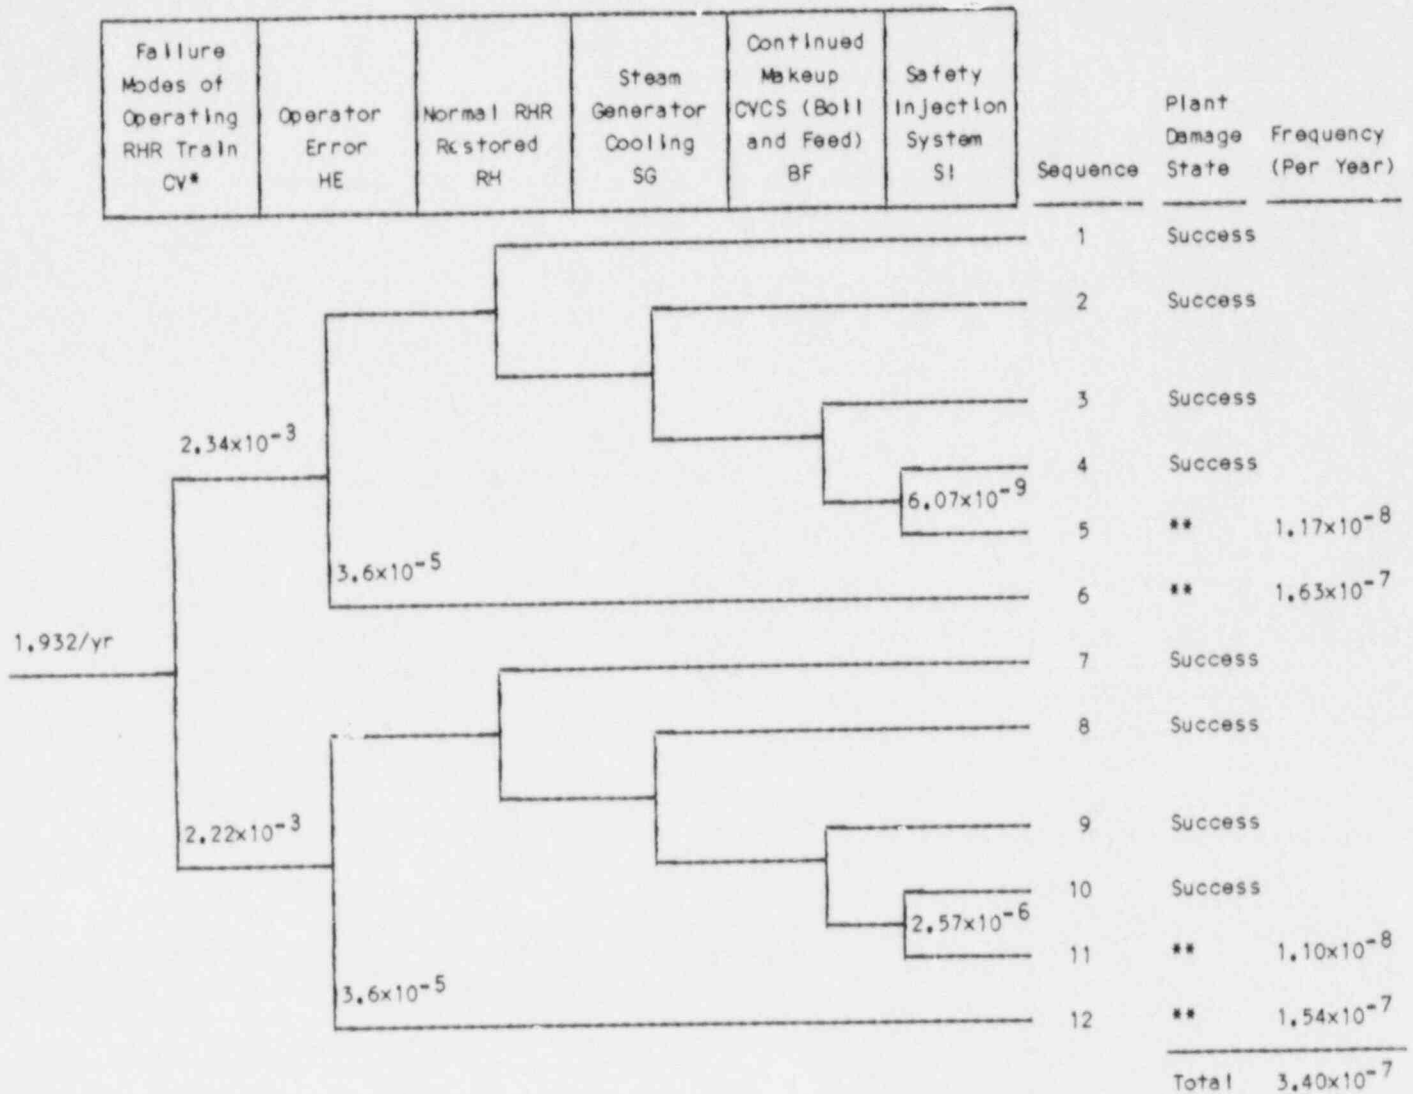 Failure
Modes of
Operating
RHR Train
CV*
Operator
Error
HE
Normal RHR
Restored
RH
Steam
Generator
Cooling
SG
Continued
Makeup
CVCS (Boil
and Feed)
BF
Safety
Injection
System
SI
Sequence
Plant
Damage
State
Frequency
(Per Year)
1 Success
2 Success
3 Success
2.34x10⁻³
4 Success
6.07x10⁻⁹
5 ** 1.17x10⁻⁸
3.6x10⁻⁵
6 ** 1.63x10⁻⁷
1.932/yr
7 Success
8 Success
9 Success
2.22x10⁻³
10 Success
2.57x10⁻⁶
11 ** 1.10x10⁻⁸
3.6x10⁻⁵
12 ** 1.54x10⁻⁷
Total 3.40x10⁻⁷